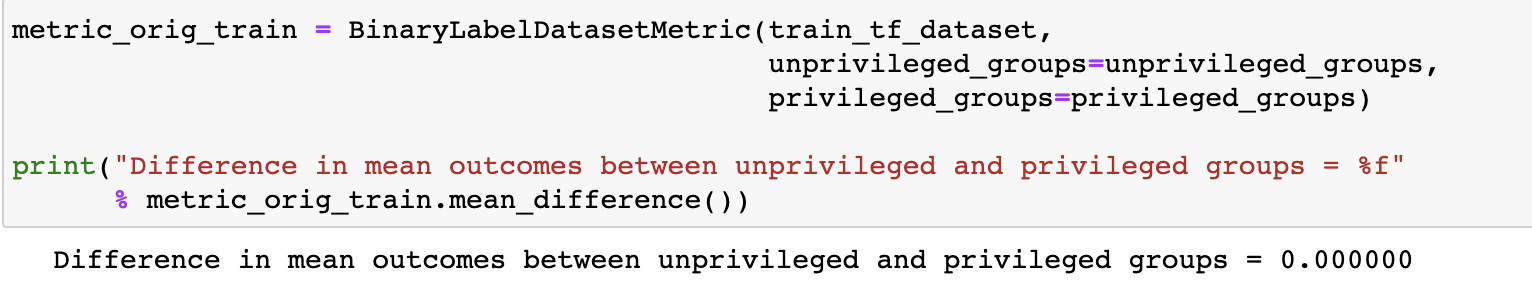 metric_orig_train = BinaryLabelDatasetMetric(train_tf_dataset,
unprivileged_groups=unprivileged_groups,
privileged_groups=privileged_groups)
print("Difference in mean outcomes between unprivileged and privileged groups = %f"
% metric_orig_train.mean_difference())
Difference in mean outcomes between unprivileged and privileged groups = 0.000000